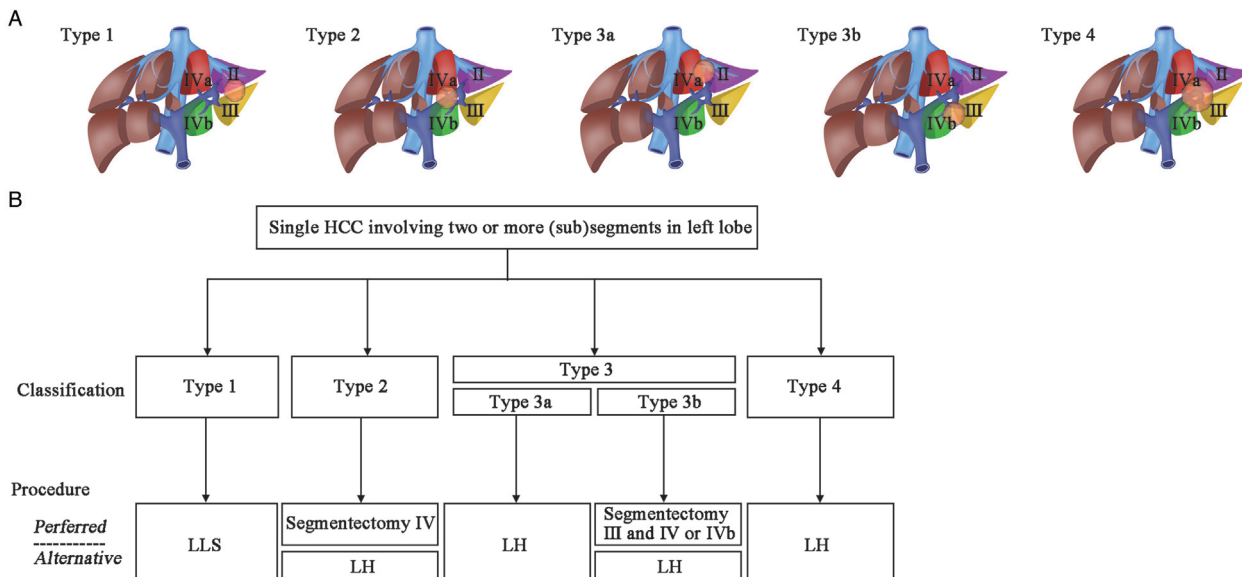 A
Type 1
Type 2
Type 3a
Type 3b
Type 4
IVa
II
III
IVb
IVa
II
III
IVb
IVa
II
III
IVb
IVa
II
III
IVb
IVa
II
III
IVb
B
Single HCC involving two or more (sub)segments in left lobe
Classification
Type 1
Type 2
Type 3
Type 3a
Type 3b
Type 4
Procedure
Perferred
Alternative
LLS
Segmentectomy IV
LH
LH
Segmentectomy
III and IV or IVb
LH
LH